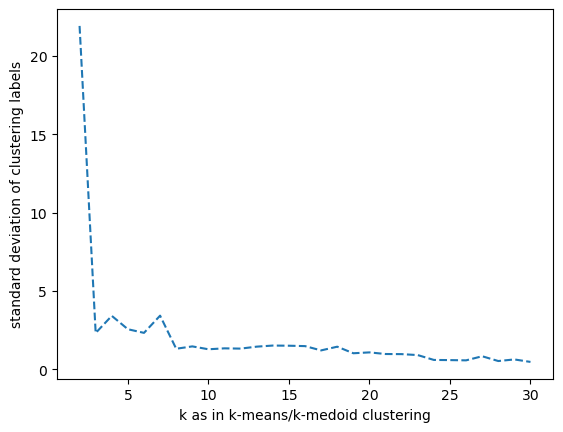 20
15
10
5
0
standard deviation of clustering labels
5 10 15 20 25 30
k as in k-means/k-medoid clustering